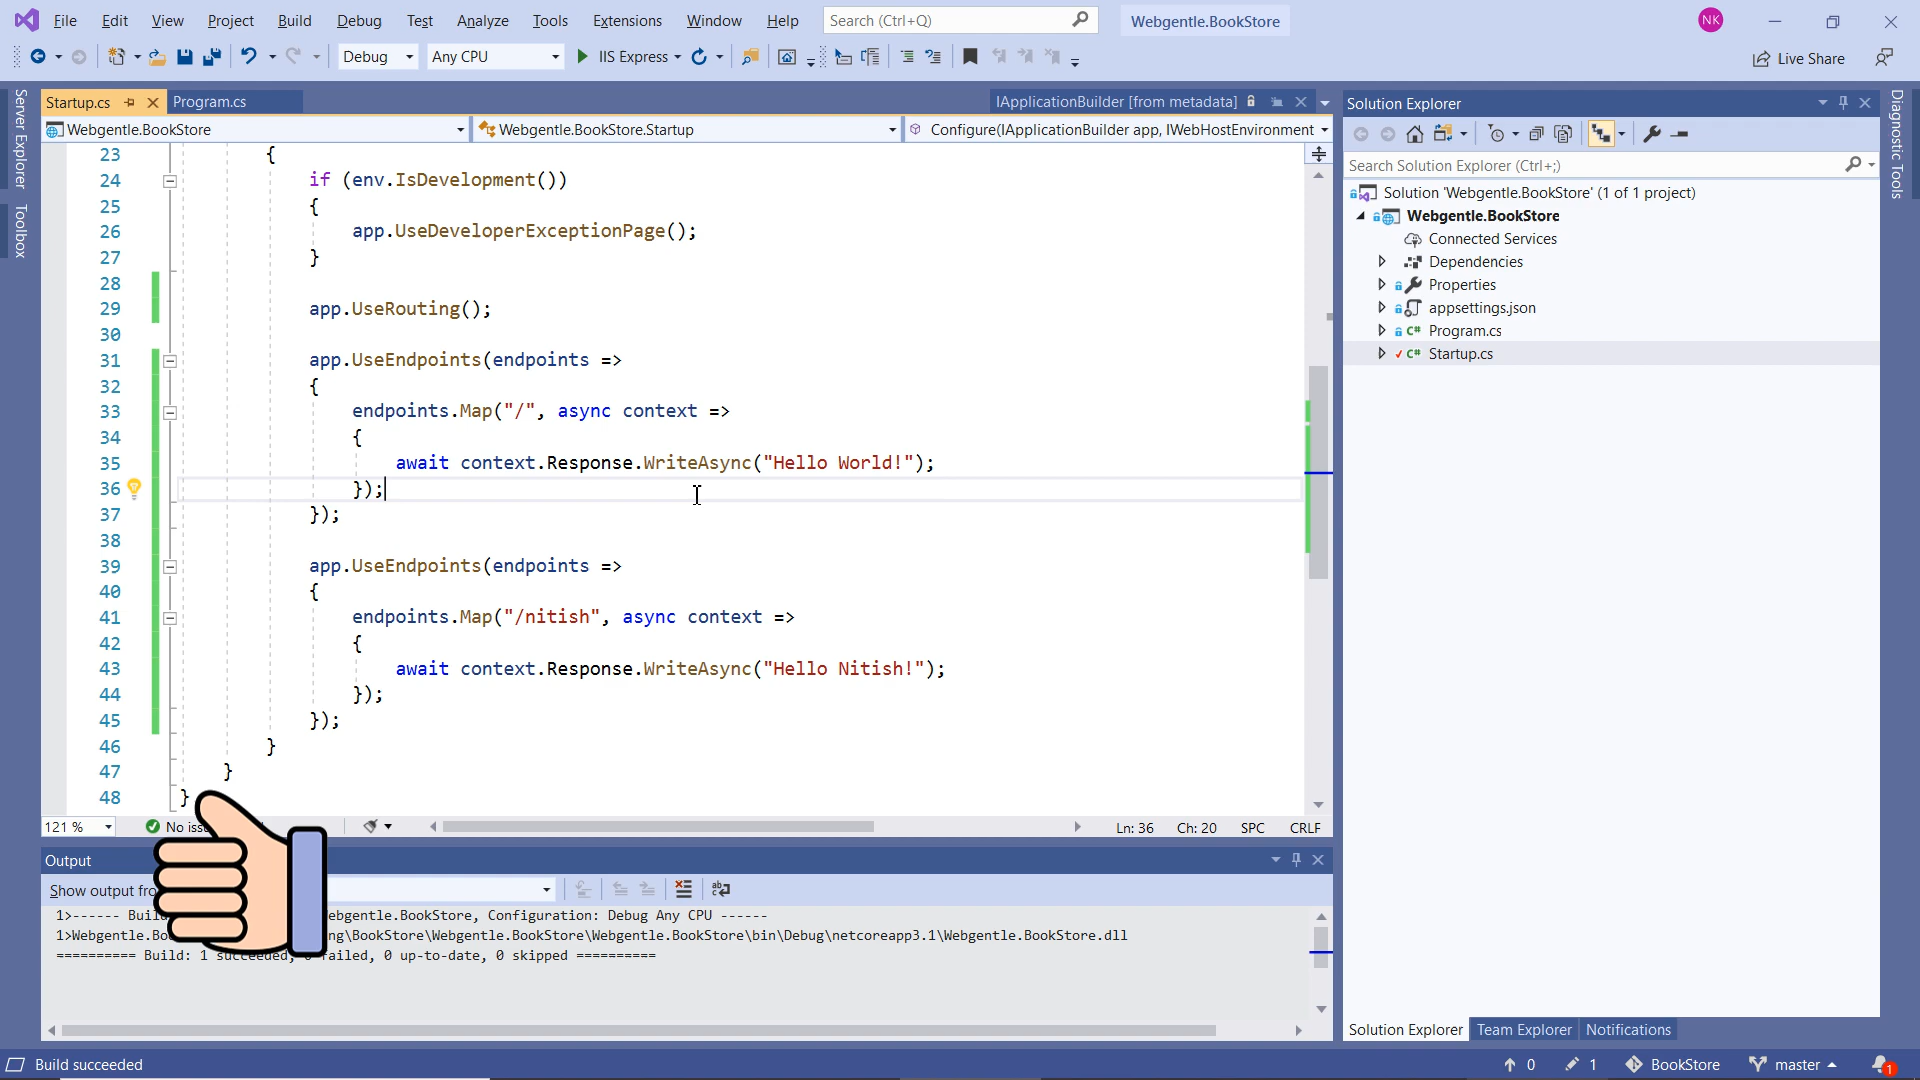 File Edit View Project Build Debug Test Analyze Tools Extensions Window Help Search (Ctrl+Q) Webgentle.BookStore NK
Debug Any CPU IIS Express Live Share
Server Explorer
Toolbox
Startup.cs Program.cs IApplicationBuilder [from metadata]
Webgentle.BookStore Webgentle.BookStore.Startup Configure(IApplicationBuilder app, IWebHostEnvironment
23 {
24 if (env.IsDevelopment())
25 {
26 app.UseDeveloperExceptionPage();
27 }
28
29 app.UseRouting();
30
31 app.UseEndpoints(endpoints =>
32 {
33 endpoints.Map("/", async context =>
34 {
35 await context.Response.WriteAsync("Hello World!");
36 });
37 });
38
39 app.UseEndpoints(endpoints =>
40 {
41 endpoints.Map("/nitish", async context =>
42 {
43 await context.Response.WriteAsync("Hello Nitish!");
44 });
45 });
46 }
47 }
48 }
121 % No Ln: 36 Ch: 20 SPC CRLF
Output
Show output
1>------ .BookStore, Configuration: Debug Any CPU ------
\BookStore\Webgentle.BookStore\Webgentle.BookStore\bin\Debug\netcoreapp3.1\Webgentle.BookStore.dll
========== Build: 1 succeeded, failed, 0 up-to-date, 0 skipped ==========
Solution Explorer
Search Solution Explorer (Ctrl+;)
Solution 'Webgentle.BookStore' (1 of 1 project)
Webgentle.BookStore
Connected Services
Dependencies
Properties
appsettings.json
C# Program.cs
C# Startup.cs
Solution Explorer Team Explorer Notifications
Diagnostic Tools
Build succeeded 0 1 BookStore master 1